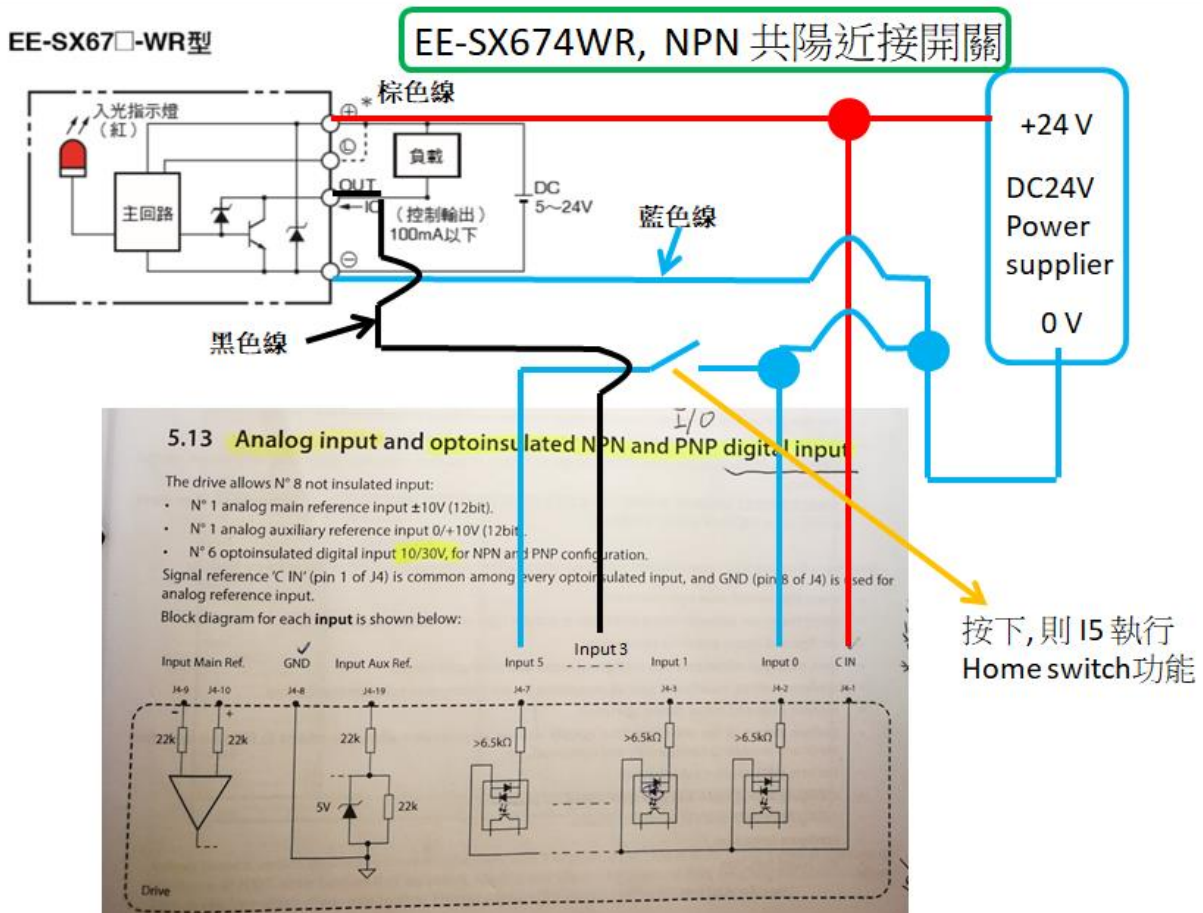 EE-SX67□-WR型
EE-SX674WR, NPN 共陽近接開關
入光指示燈
（紅）
主回路
⊕ *
棕色線
Ⓛ
負載
OUT
IC
（控制輸出）
100mA以下
DC
5～24V
⊖
藍色線
黑色線
+24 V
DC24V
Power
supplier
0 V
I/O
5.13 Analog input and optoinsulated NPN and PNP digital input
The drive allows N° 8 not insulated input:
• N° 1 analog main reference input ±10V (12bit).
• N° 1 analog auxiliary reference input 0/+10V (12bit
• N° 6 optoinsulated digital input 10/30V, for NPN and PNP configuration.
Signal reference 'C IN' (pin 1 of J4) is common among every optoinsulated input, and GND (pin 8 of J4) is used for
analog reference input.
Block diagram for each input is shown below:
按下, 則 I5 執行
Home switch功能
Input Main Ref. GND Input Aux Ref. Input 5 Input 3 Input 1 Input 0 C IN
J4-9 J4-10 J4-8 J4-19 J4-7 J4-3 J4-2 J4-1
- +
22k 22k 22k >6.5kΩ >6.5kΩ >6.5kΩ
5V 22k
Drive